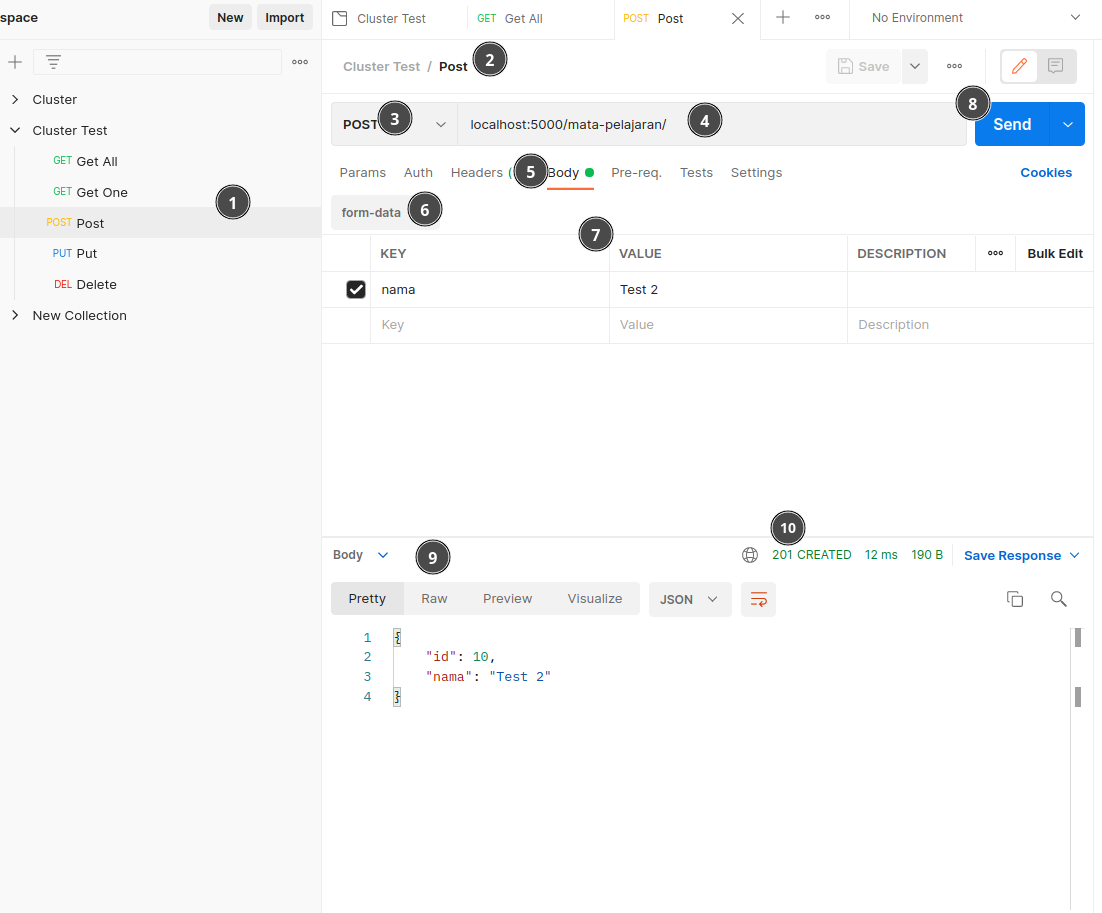 space New Import
Cluster Test GET Get All POST Post No Environment
Cluster Test / Post 2 Save
Cluster
Cluster Test
GET Get All
GET Get One
1
POST Post
PUT Put
DEL Delete
New Collection
POST 3 localhost:5000/mata-pelajaran/ 4 8 Send
Params Auth Headers ( 5 Body Pre-req. Tests Settings Cookies
form-data 6
7
KEY VALUE DESCRIPTION Bulk Edit
nama Test 2
Key Value Description
10
Body 9 201 CREATED 12 ms 190 B Save Response
Pretty Raw Preview Visualize JSON
1 {
2 "id": 10,
3 "nama": "Test 2"
4 }